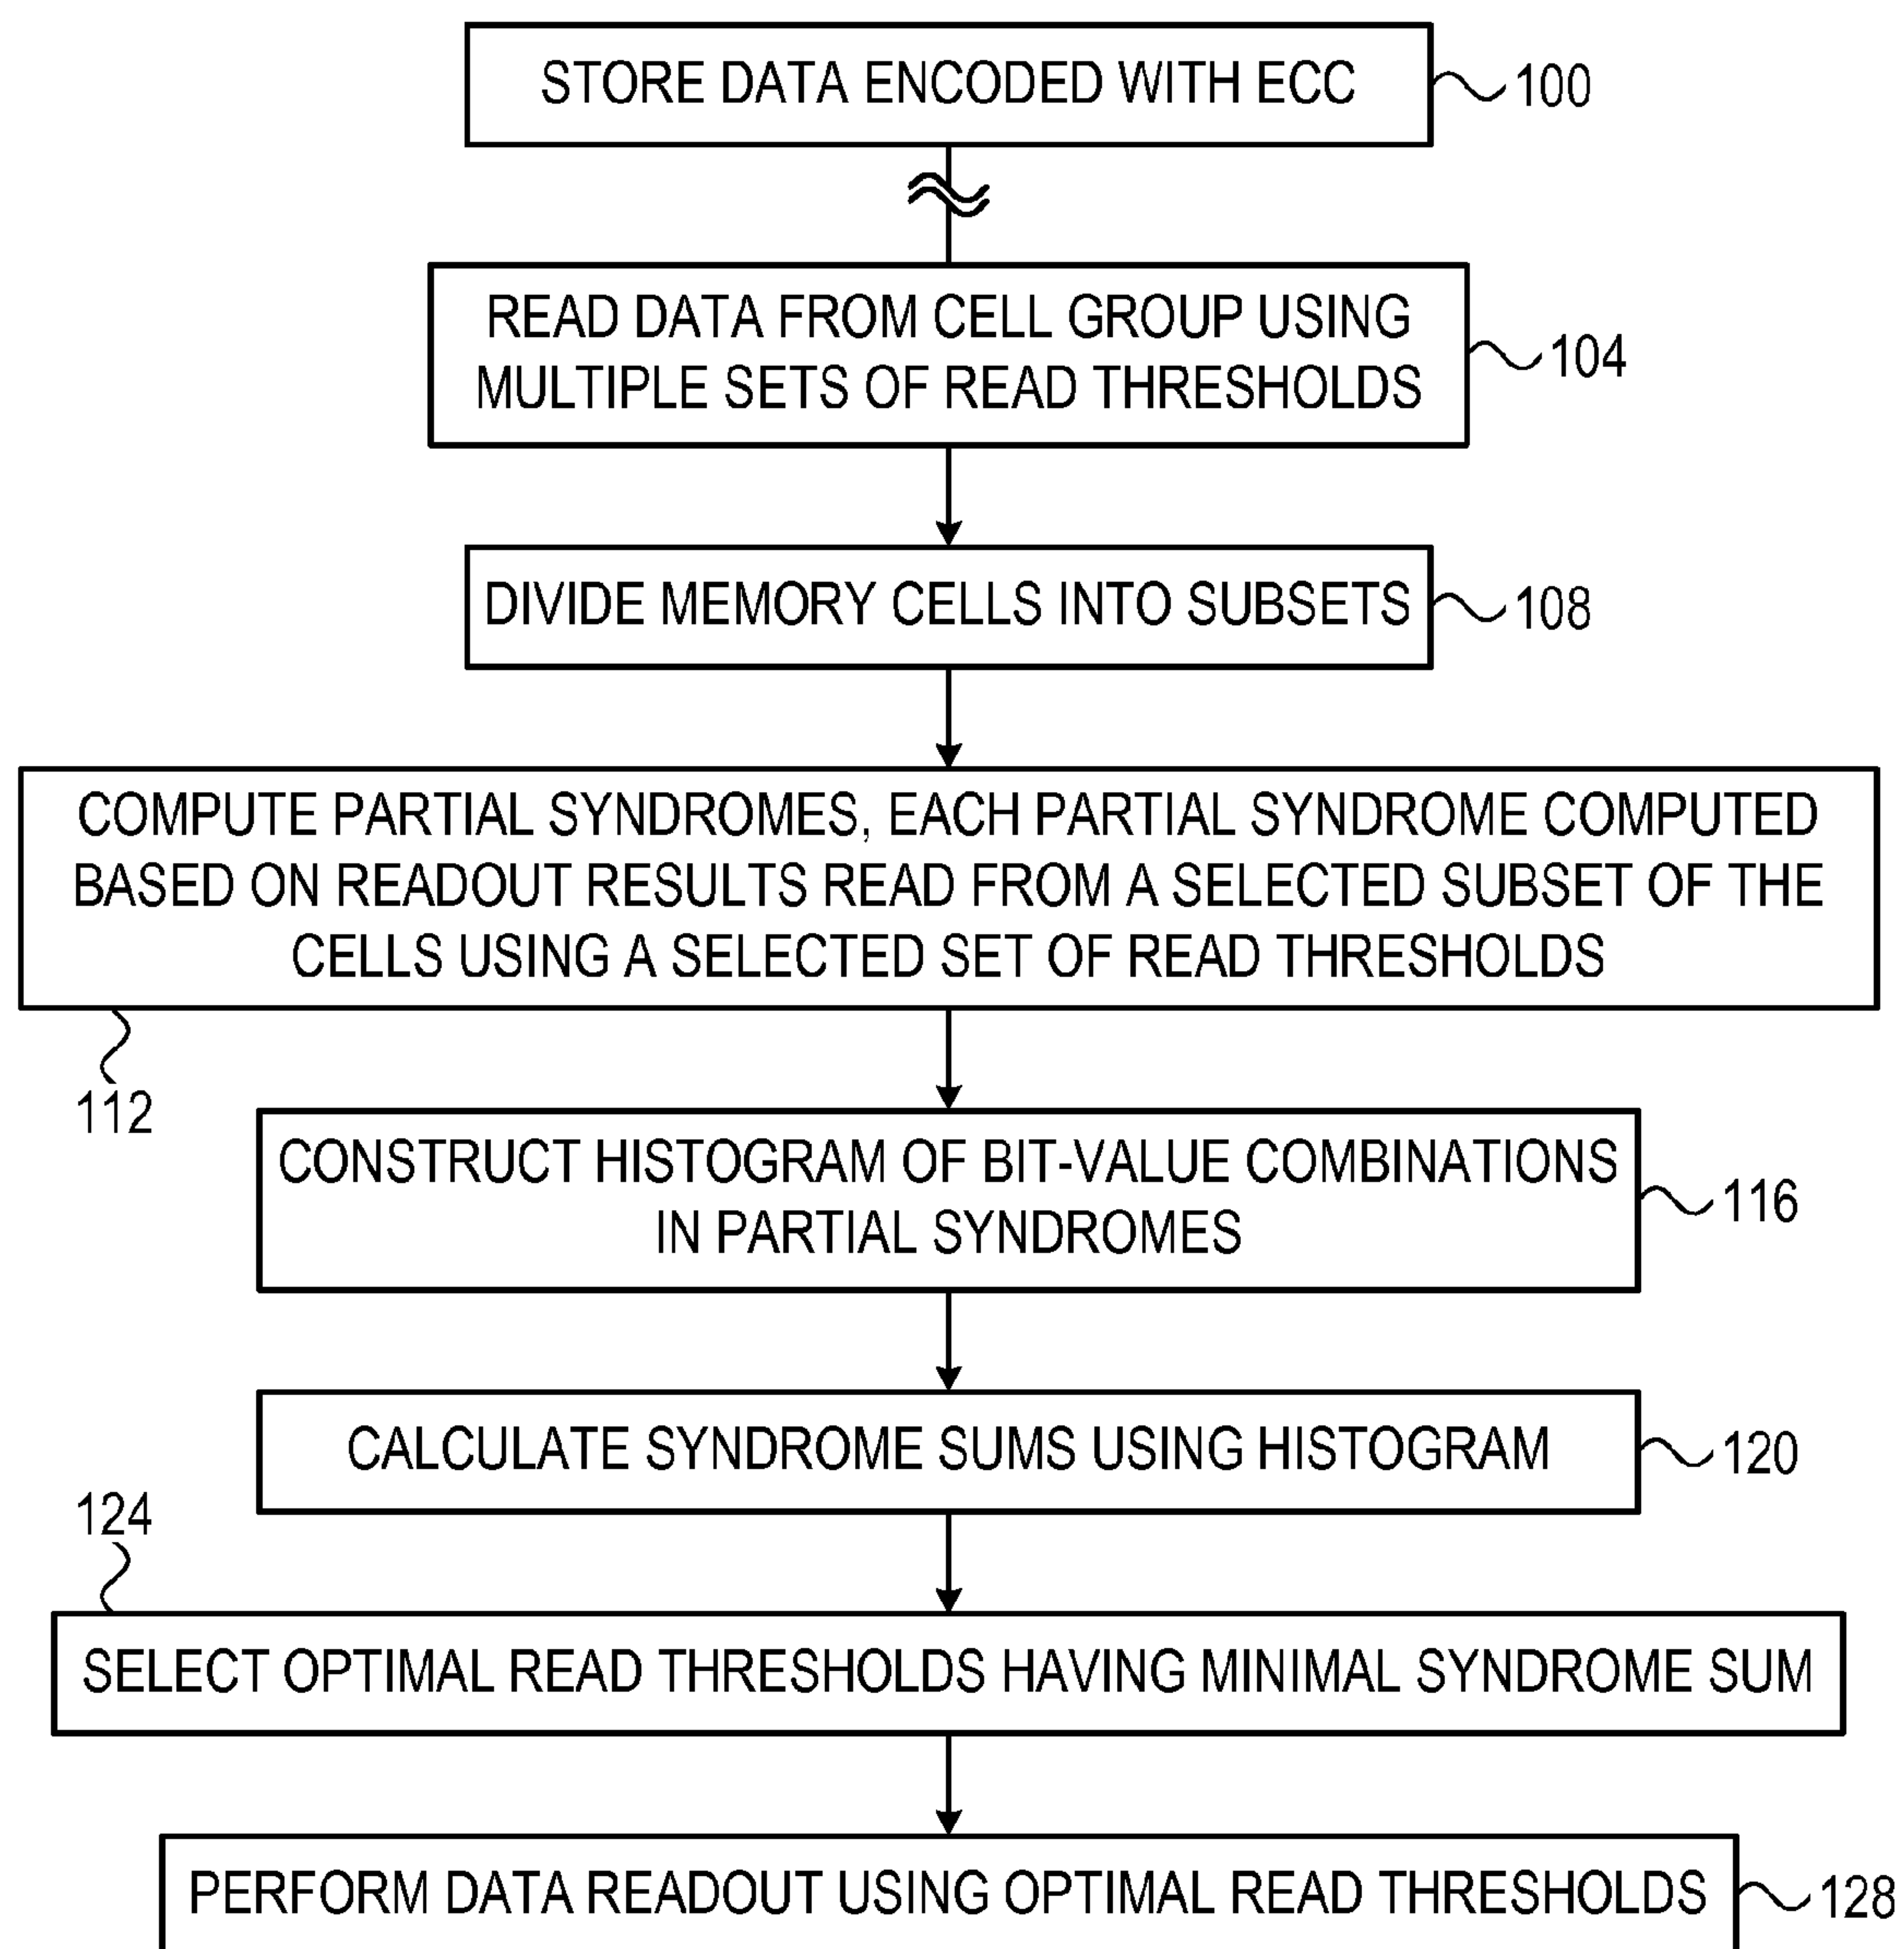 STORE DATA ENCODED WITH ECC
100
READ DATA FROM CELL GROUP USING
MULTIPLE SETS OF READ THRESHOLDS
104
DIVIDE MEMORY CELLS INTO SUBSETS
108
COMPUTE PARTIAL SYNDROMES, EACH PARTIAL SYNDROME COMPUTED
BASED ON READOUT RESULTS READ FROM A SELECTED SUBSET OF THE
CELLS USING A SELECTED SET OF READ THRESHOLDS
112
CONSTRUCT HISTOGRAM OF BIT-VALUE COMBINATIONS
IN PARTIAL SYNDROMES
116
CALCULATE SYNDROME SUMS USING HISTOGRAM
120
124
SELECT OPTIMAL READ THRESHOLDS HAVING MINIMAL SYNDROME SUM
PERFORM DATA READOUT USING OPTIMAL READ THRESHOLDS
128